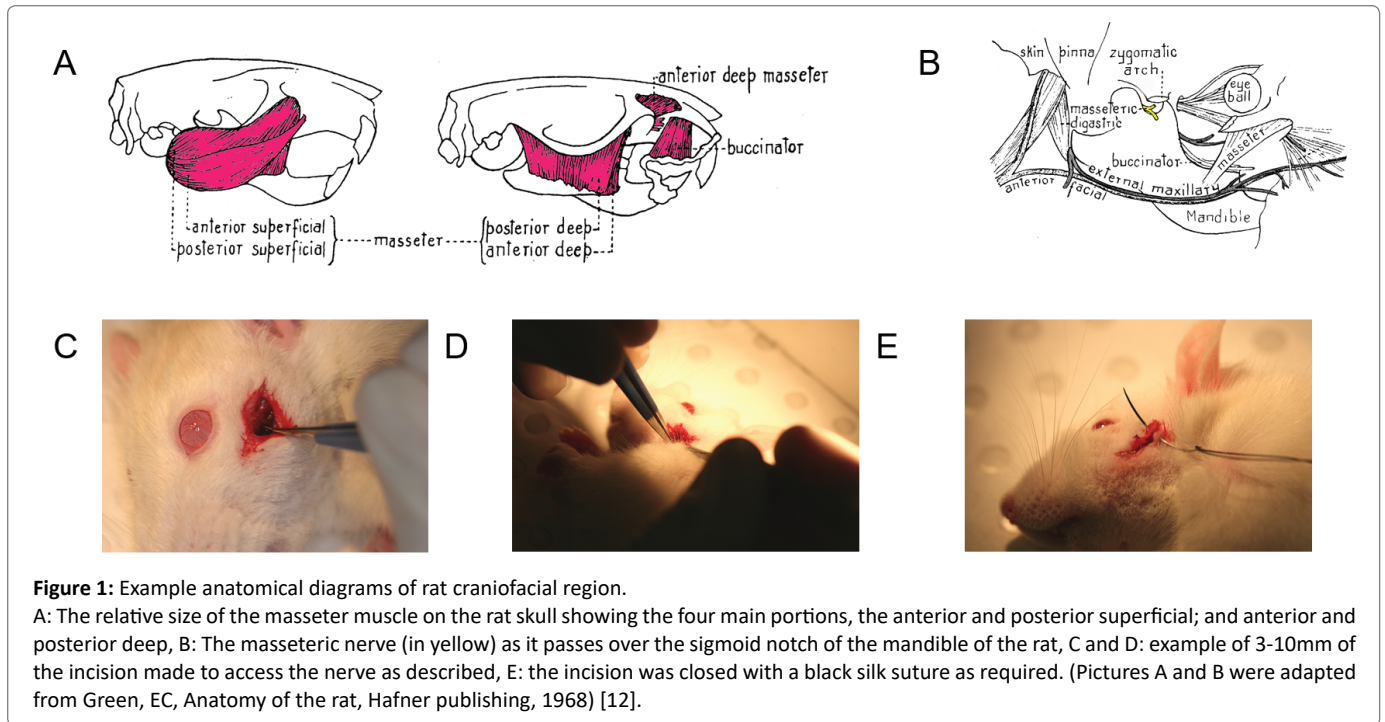 A
anterior deep masseter
buccinator
anterior superficial
posterior superficial
masseter
posterior deep
anterior deep
B
skin
pinna
zygomatic
arch
eye
ball
masseteric
digastric
buccinator
masseter
external maxillary
anterior facial
Mandible
C
D
E
Figure 1: Example anatomical diagrams of rat craniofacial region.
A: The relative size of the masseter muscle on the rat skull showing the four main portions, the anterior and posterior superficial; and anterior and
posterior deep, B: The masseteric nerve (in yellow) as it passes over the sigmoid notch of the mandible of the rat, C and D: example of 3-10mm of
the incision made to access the nerve as described, E: the incision was closed with a black silk suture as required. (Pictures A and B were adapted
from Green, EC, Anatomy of the rat, Hafner publishing, 1968) [12].